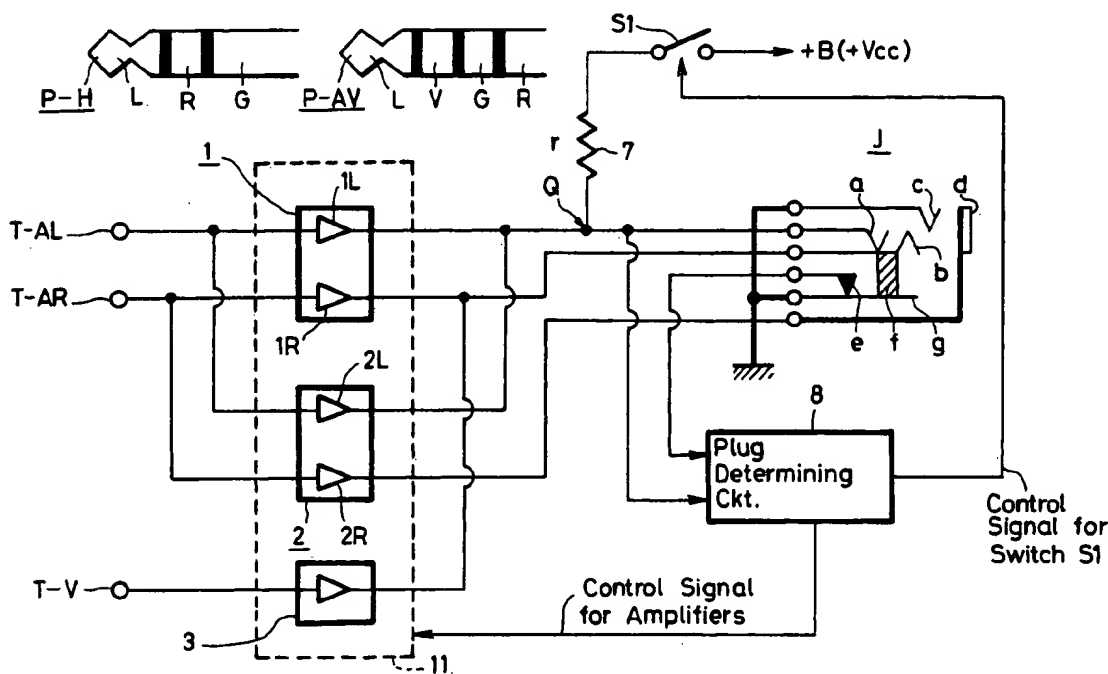 P-H L R G
P-AV L V G R
S1
+B(+Vcc)
r 7
Q
J
a c d
b
e f g
1
1L
T-AL
T-AR
1R
2L
2R
2
T-V
3
11
8
Plug
Determining
Ckt.
Control
Signal for
Switch S1
Control Signal
for Amplifiers